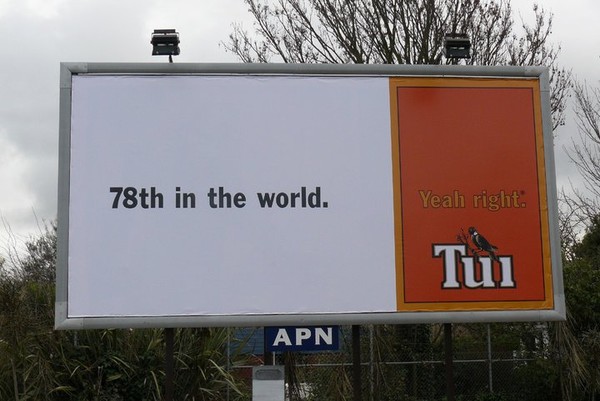 78th in the world.
Yeah right.
Tui
APN